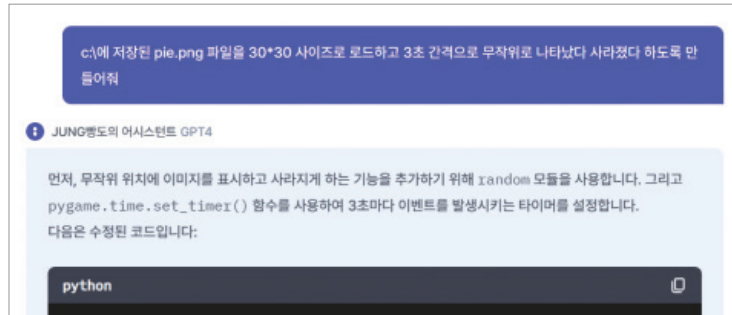 c:\에 저장된 pie.png 파일을 30*30 사이즈로 로드하고 3초 간격으로 무작위로 나타났다 사라졌다 하도록 만
들어줘
JUNG빵도의 어시스턴트 GPT4
먼저, 무작위 위치에 이미지를 표시하고 사라지게 하는 기능을 추가하기 위해 random 모듈을 사용합니다. 그리고
pygame.time.set_timer() 함수를 사용하여 3초마다 이벤트를 발생시키는 타이머를 설정합니다.
다음은 수정된 코드입니다:
python